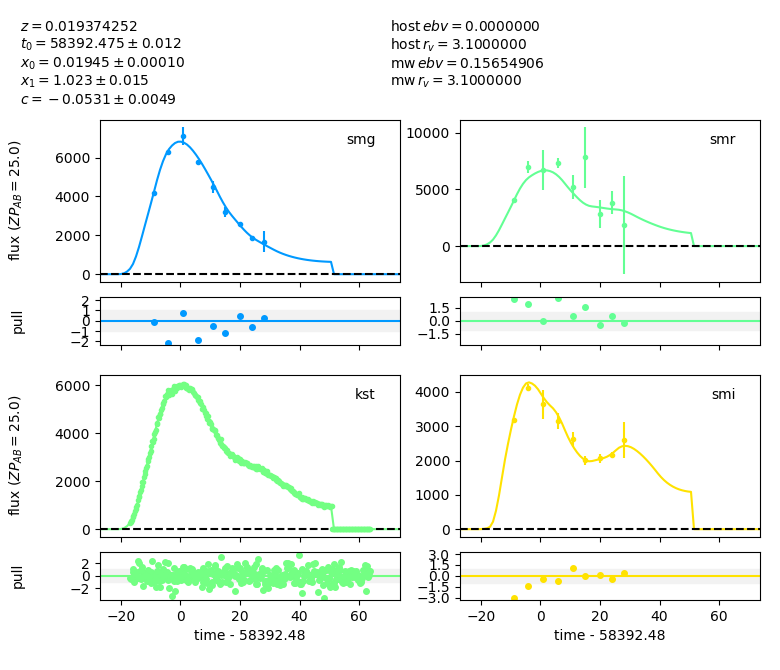 z = 0.019374252
t₀ = 58392.475 ± 0.012
x₀ = 0.01945 ± 0.00010
x₁ = 1.023 ± 0.015
c = −0.0531 ± 0.0049
host ebv = 0.0000000
host r_v = 3.1000000
mw ebv = 0.15654906
mw r_v = 3.1000000
flux (ZP_AB = 25.0)
6000
4000
2000
0
smg
10000
5000
0
smr
pull
2
1
0
−1
−2
1.5
0.0
−1.5
flux (ZP_AB = 25.0)
6000
4000
2000
0
kst
4000
3000
2000
1000
0
smi
pull
2
0
−2
3.0
1.5
0.0
−1.5
−3.0
−20 0 20 40 60
−20 0 20 40 60
time - 58392.48
time - 58392.48